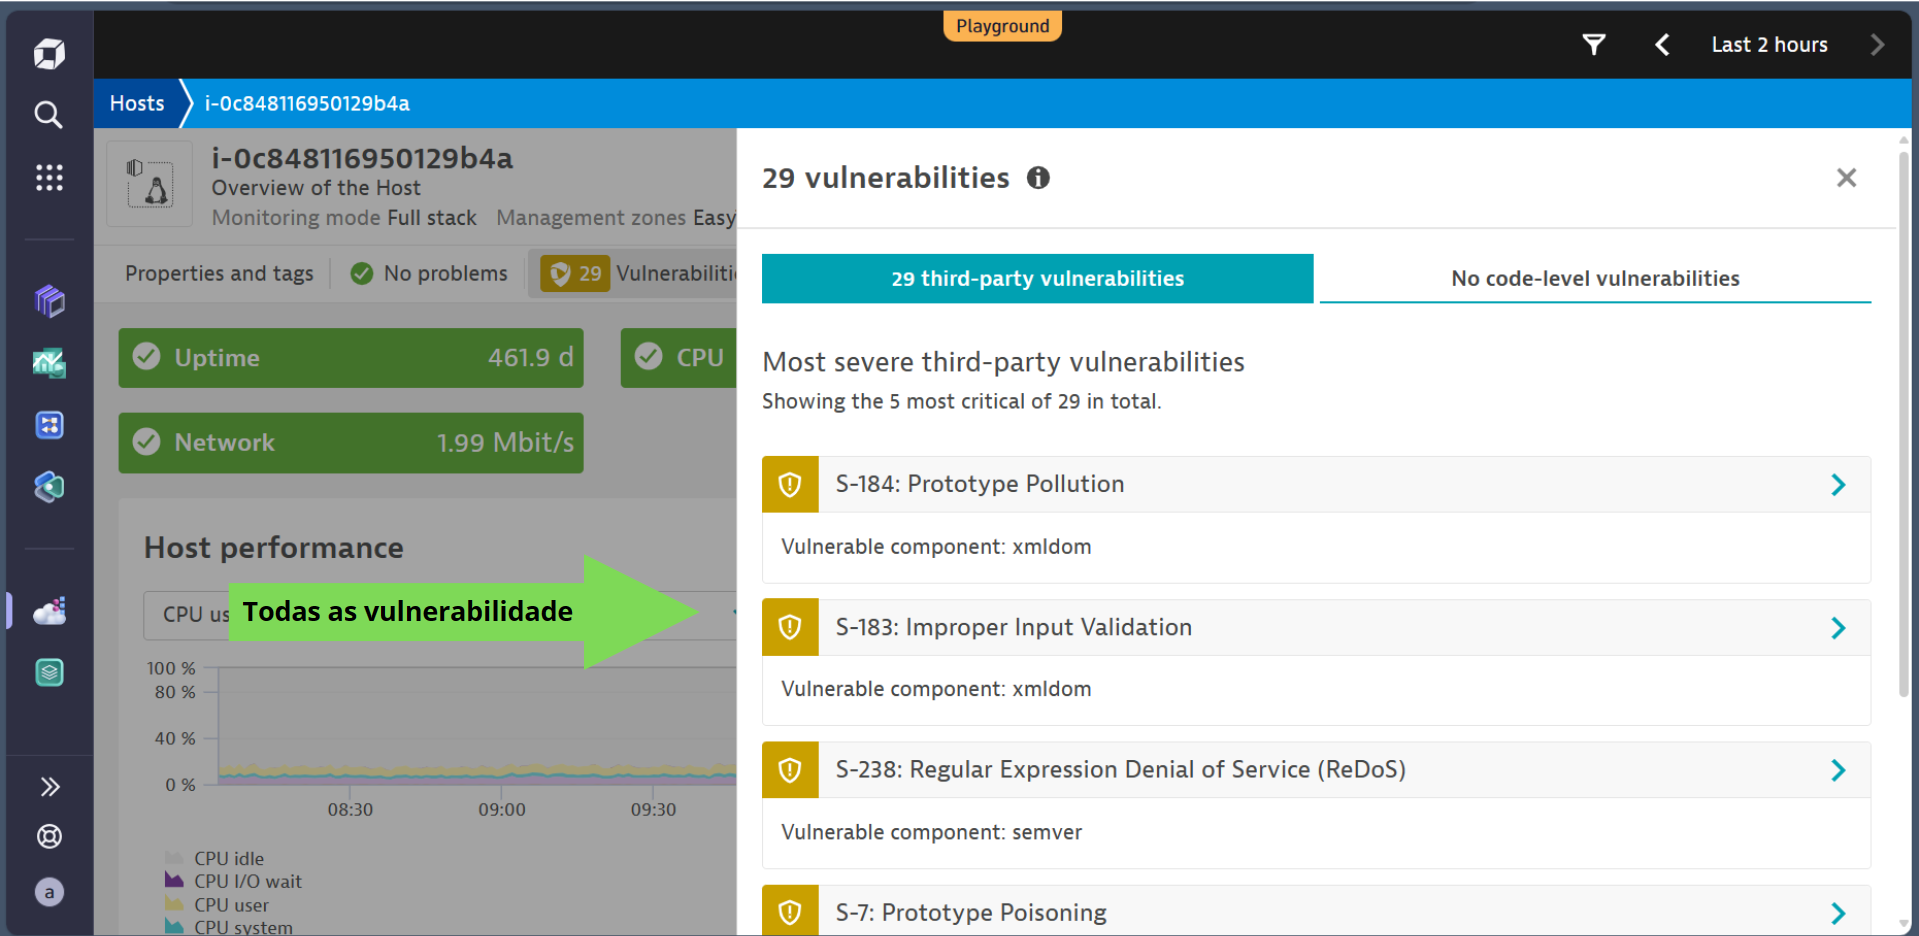 Playground
Last 2 hours
Hosts
i-0c848116950129b4a
i-0c848116950129b4a
Overview of the Host
Monitoring mode Full stack Management zones Easy
Properties and tags
No problems
29 Vulnerabiliti
Uptime 461.9 d
CPU
Network 1.99 Mbit/s
Host performance
CPU us
Todas as vulnerabilidade
100 %
80 %
40 %
0 %
08:30 09:00 09:30
CPU idle
CPU I/O wait
CPU user
CPU system
a
29 vulnerabilities
29 third-party vulnerabilities
No code-level vulnerabilities
Most severe third-party vulnerabilities
Showing the 5 most critical of 29 in total.
S-184: Prototype Pollution
Vulnerable component: xmldom
S-183: Improper Input Validation
Vulnerable component: xmldom
S-238: Regular Expression Denial of Service (ReDoS)
Vulnerable component: semver
S-7: Prototype Poisoning